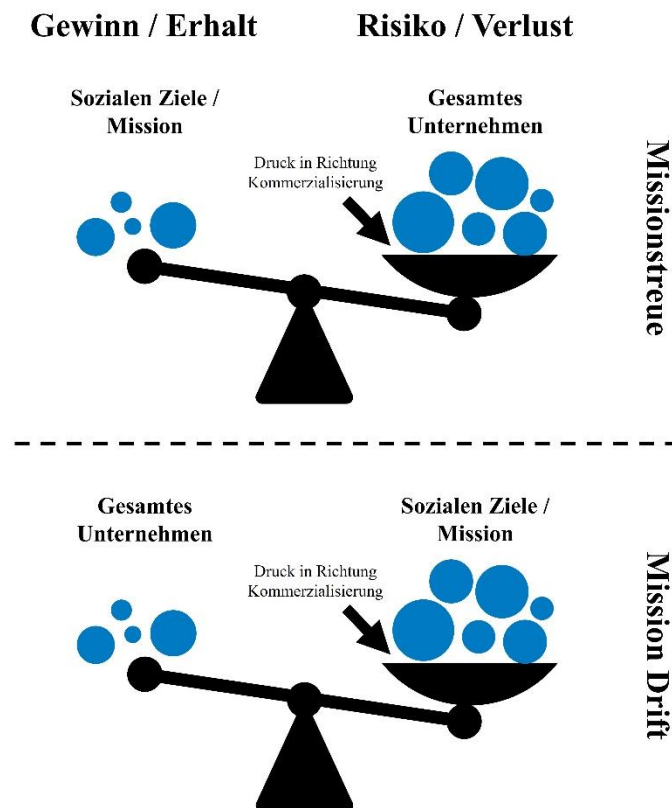 Gewinn / Erhalt
Risiko / Verlust
Sozialen Ziele /
Mission
Gesamtes
Unternehmen
Druck in Richtung
Kommerzialisierung
Missionstreue
Gesamtes
Unternehmen
Sozialen Ziele /
Mission
Druck in Richtung
Kommerzialisierung
Mission Drift